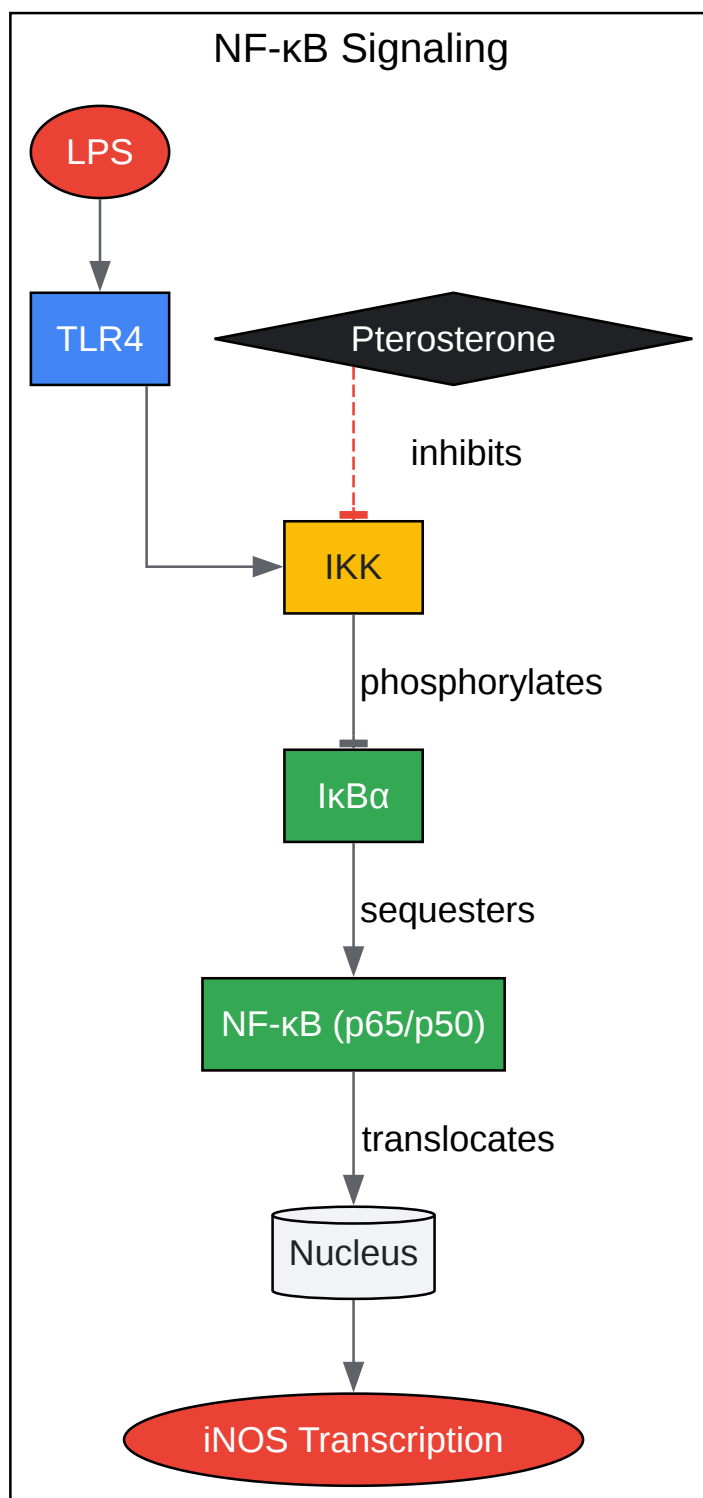 NF-κB Signaling
LPS
TLR4
Pterosterone
inhibits
IKK
phosphorylates
IκBα
sequesters
NF-κB (p65/p50)
translocates
Nucleus
iNOS Transcription